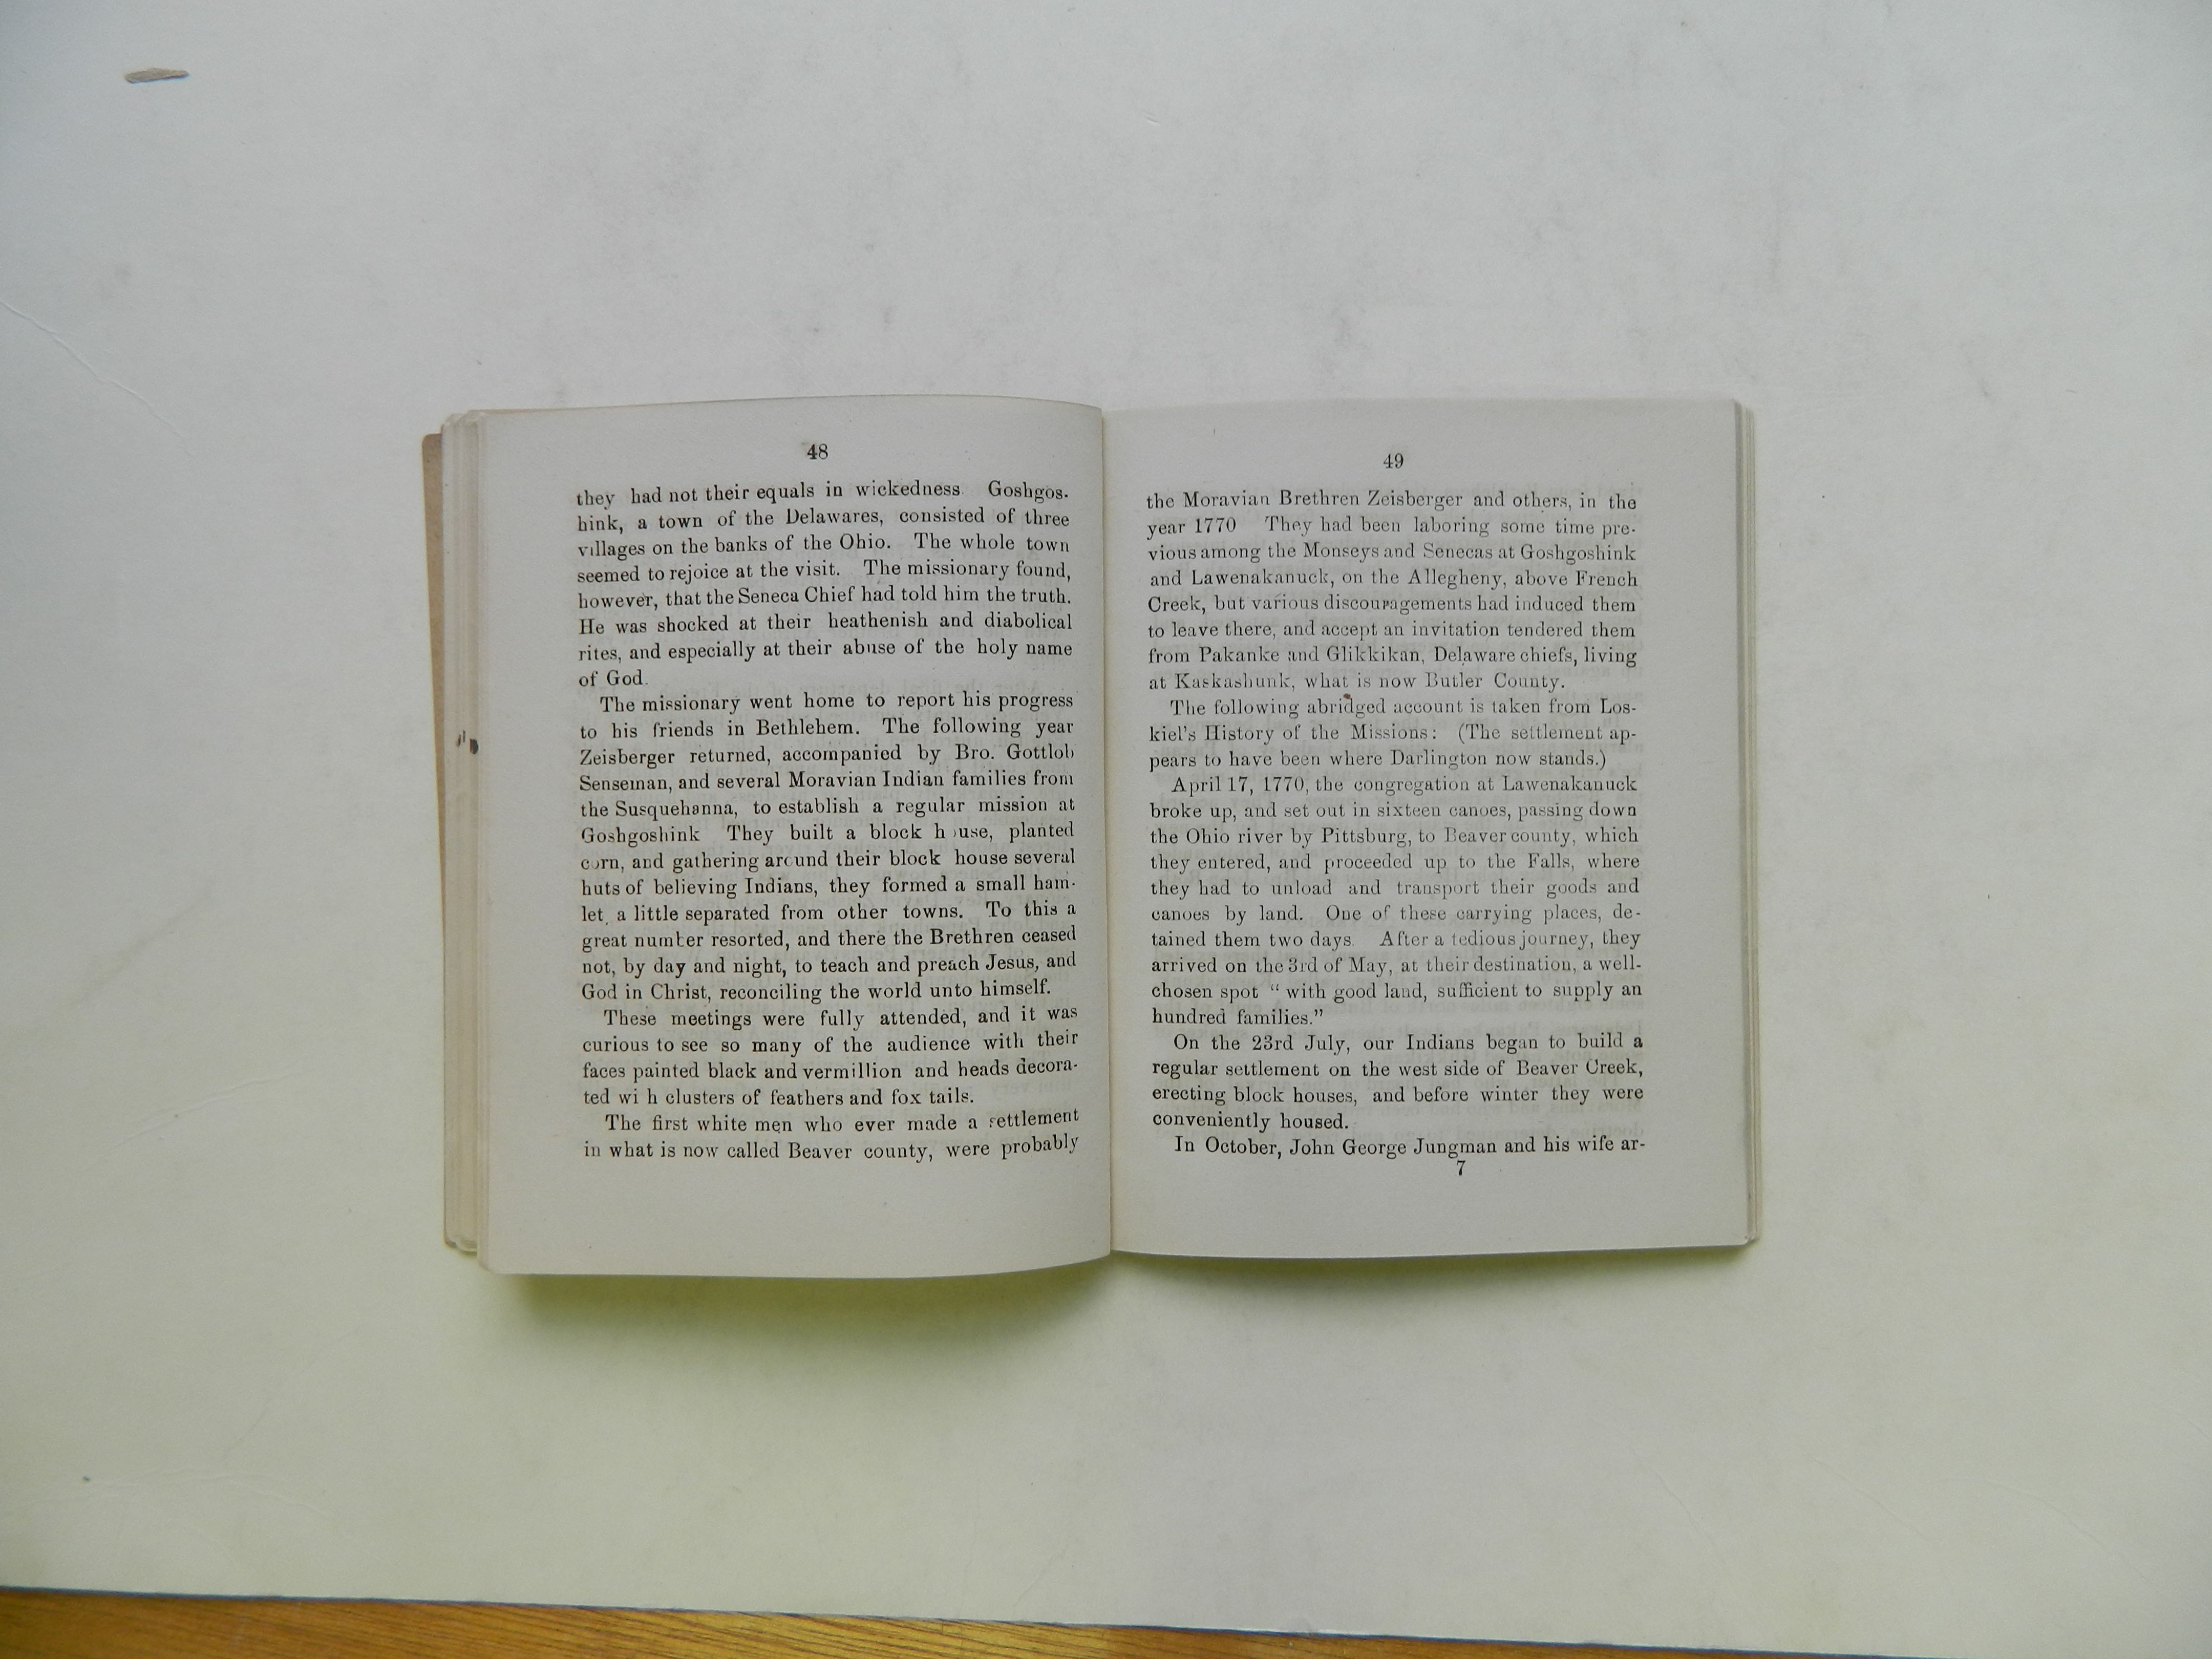 48
they had not their equals in wickedness Goshgos.
hink, a town of the Delawares, consisted of three
villages on the banks of the Ohio. The whole town
seemed to rejoice at the visit. The missionary found,
however, that the Seneca Chief had told him the truth.
He was shocked at their heathenish and diabolical
rites, and especially at their abuse of the holy name
of God.
The missionary went home to report his progress
to his friends in Bethlehem. The following year
Zeisberger returned, accompanied by Bro. Gottlob
Senseman, and several Moravian Indian families from
the Susquehanna, to establish a regular mission at
Goshgoshink They built a block house, planted
corn, and gathering around their block house several
huts of believing Indians, they formed a small ham-
let, a little separated from other towns. To this a
great number resorted, and there the Brethren ceased
not, by day and night, to teach and preach Jesus, and
God in Christ, reconciling the world unto himself.
These meetings were fully attended, and it was
curious to see so many of the audience with their
faces painted black and vermillion and heads decora-
ted wi h clusters of feathers and fox tails.
The first white men who ever made a settlement
in what is now called Beaver county, were probably
49
the Moravian Brethren Zeisberger and others, in the
year 1770 They had been laboring some time pre-
vious among the Monseys and Senecas at Goshgoshink
and Lawenakanuck, on the Allegheny, above French
Creek, but various discouragements had induced them
to leave there, and accept an invitation tendered them
from Pakanke and Glikkikan, Delaware chiefs, living
at Kaskashunk, what is now Butler County.
The following abridged account is taken from Los-
kiel's History of the Missions: (The settlement ap-
pears to have been where Darlington now stands.)
April 17, 1770, the congregation at Lawenakanuck
broke up, and set out in sixteen canoes, passing down
the Ohio river by Pittsburg, to Beaver county, which
they entered, and proceeded up to the Falls, where
they had to unload and transport their goods and
canoes by land. One of these carrying places, de-
tained them two days After a tedious journey, they
arrived on the 3rd of May, at their destination, a well-
chosen spot “ with good land, sufficient to supply an
hundred families.”
On the 23rd July, our Indians began to build a
regular settlement on the west side of Beaver Creek,
erecting block houses, and before winter they were
conveniently housed.
In October, John George Jungman and his wife ar-
7